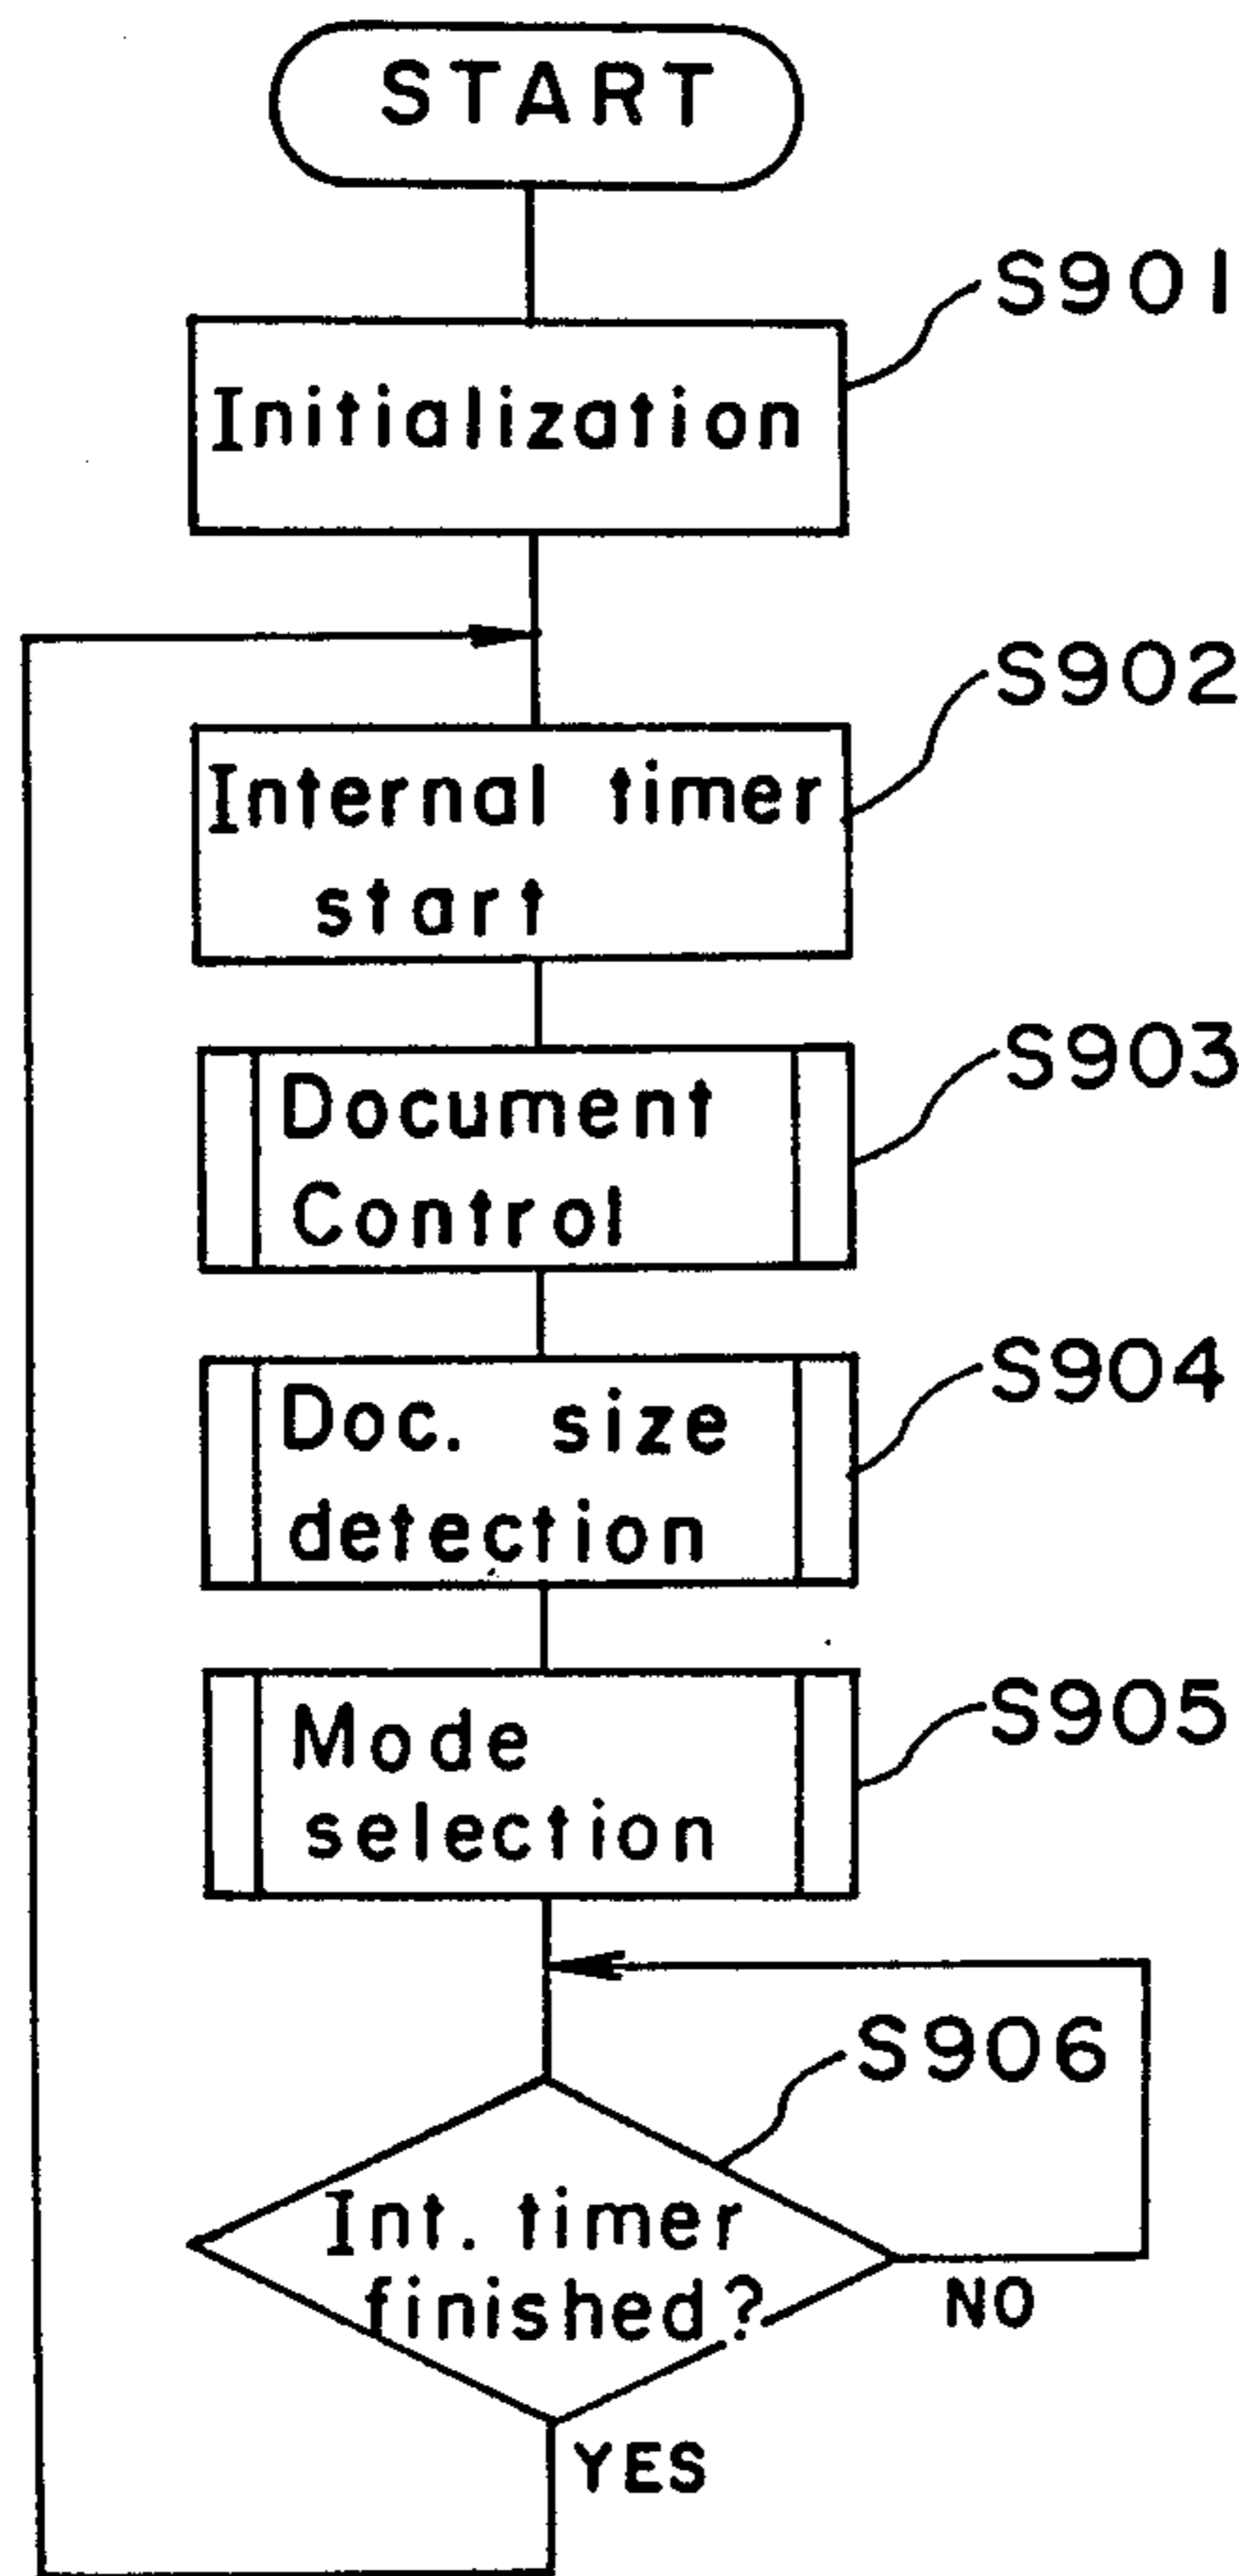 START
S901
Initialization
S902
Internal timer
start
S903
Document
Control
S904
Doc. size
detection
S905
Mode
selection
S906
Int. timer
finished?
NO
YES